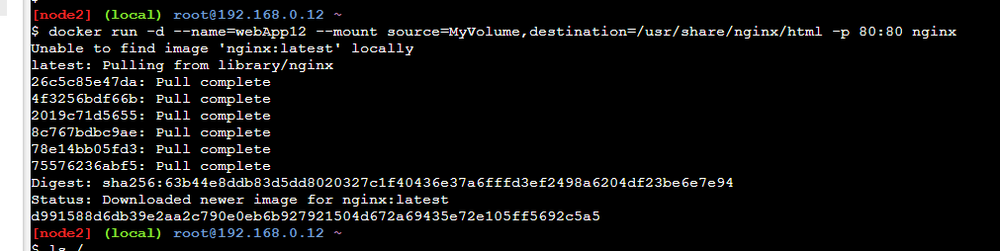 [node2] (local) root@192.168.0.12 ~
$ docker run -d --name=webApp12 --mount source=MyVolume,destination=/usr/share/nginx/html -p 80:80 nginx
Unable to find image 'nginx:latest' locally
latest: Pulling from library/nginx
26c5c85e47da: Pull complete
4f3256bdf66b: Pull complete
2019c71d5655: Pull complete
8c767bdbc9ae: Pull complete
78e14bb05fd3: Pull complete
75576236abf5: Pull complete
Digest: sha256:63b44e8ddb83d5dd8020327c1f40436e37a6fffd3ef2498a6204df23be6e7e94
Status: Downloaded newer image for nginx:latest
d991588d6db39e2aa2c790e0eb6b927921504d672a69435e72e105ff5692c5a5
[node2] (local) root@192.168.0.12 ~
$ ls /